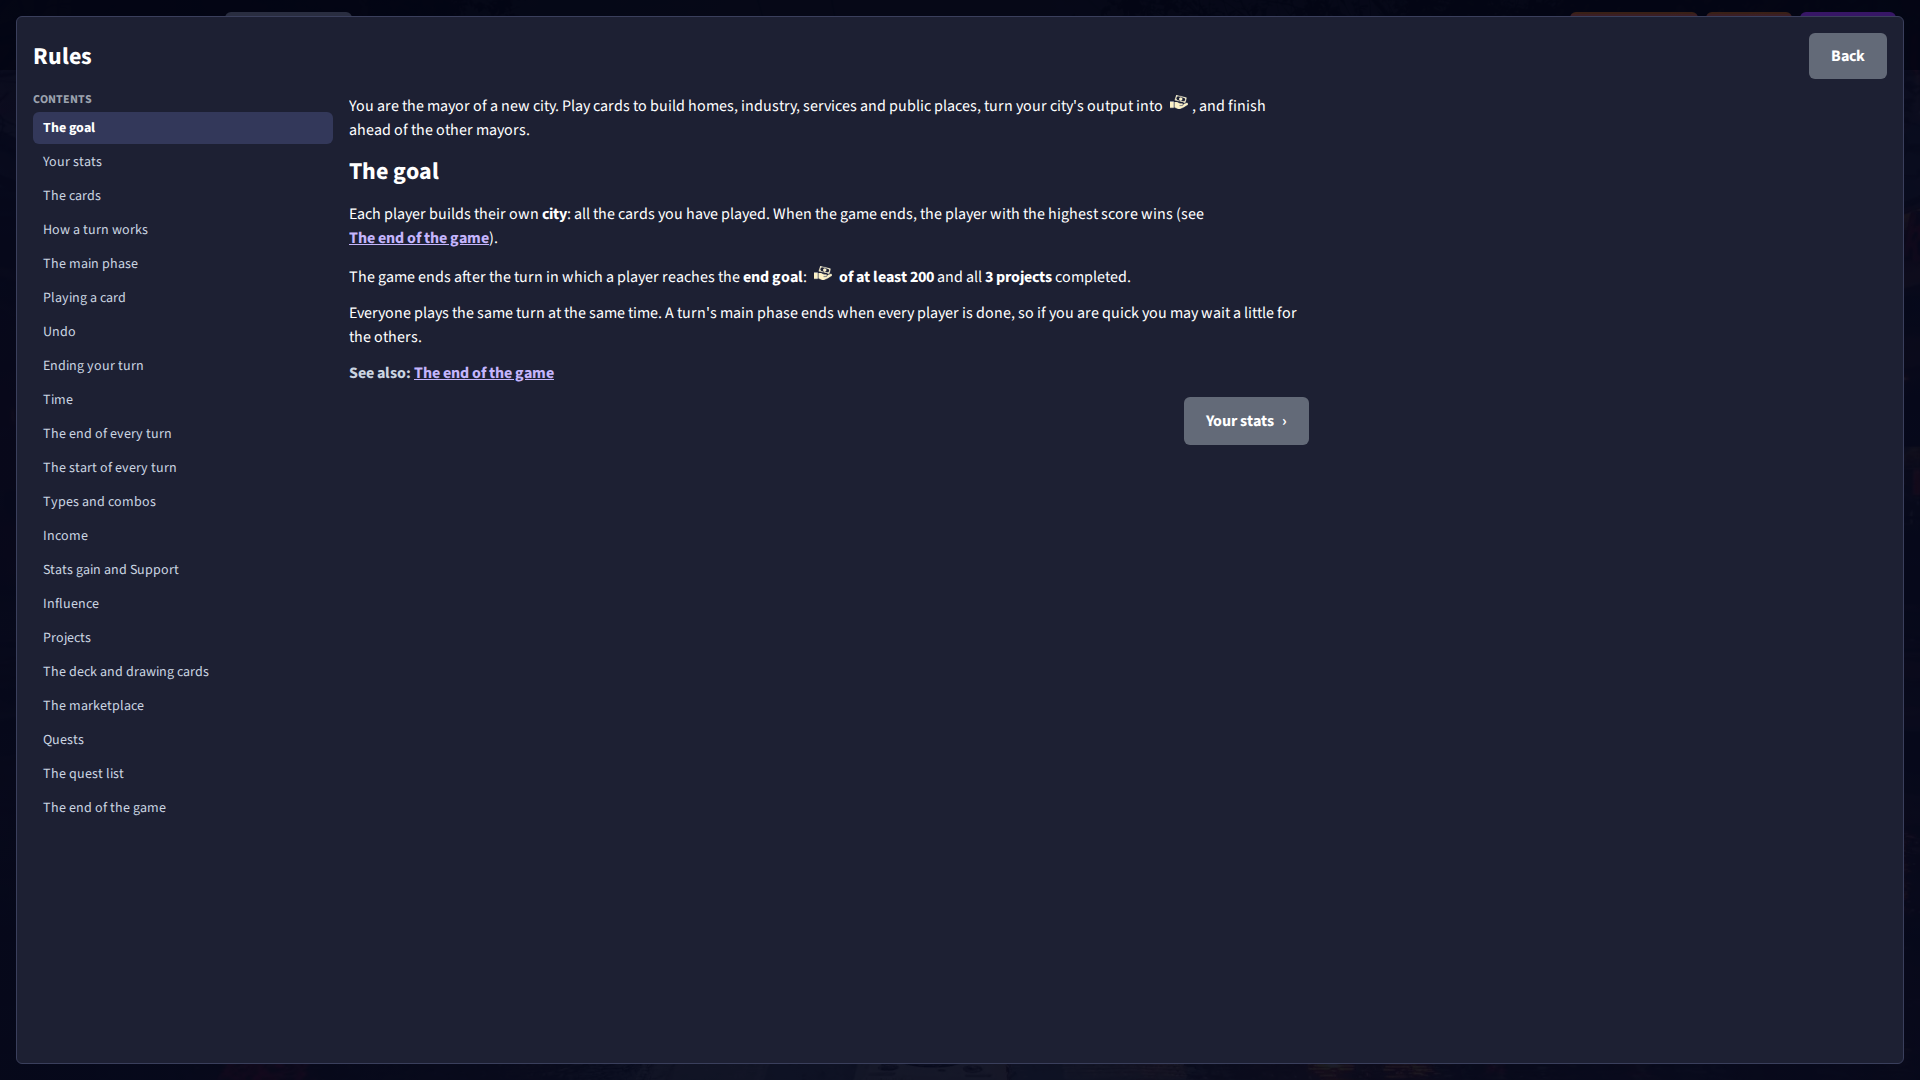 Rules
Back
CONTENTS
The goal
Your stats
The cards
How a turn works
The main phase
Playing a card
Undo
Ending your turn
Time
The end of every turn
The start of every turn
Types and combos
Income
Stats gain and Support
Influence
Projects
The deck and drawing cards
The marketplace
Quests
The quest list
The end of the game
You are the mayor of a new city. Play cards to build homes, industry, services and public places, turn your city's output into , and finish
ahead of the other mayors.
The goal
Each player builds their own city: all the cards you have played. When the game ends, the player with the highest score wins (see
The end of the game).
The game ends after the turn in which a player reaches the end goal: of at least 200 and all 3 projects completed.
Everyone plays the same turn at the same time. A turn's main phase ends when every player is done, so if you are quick you may wait a little for
the others.
See also: The end of the game
Your stats ›